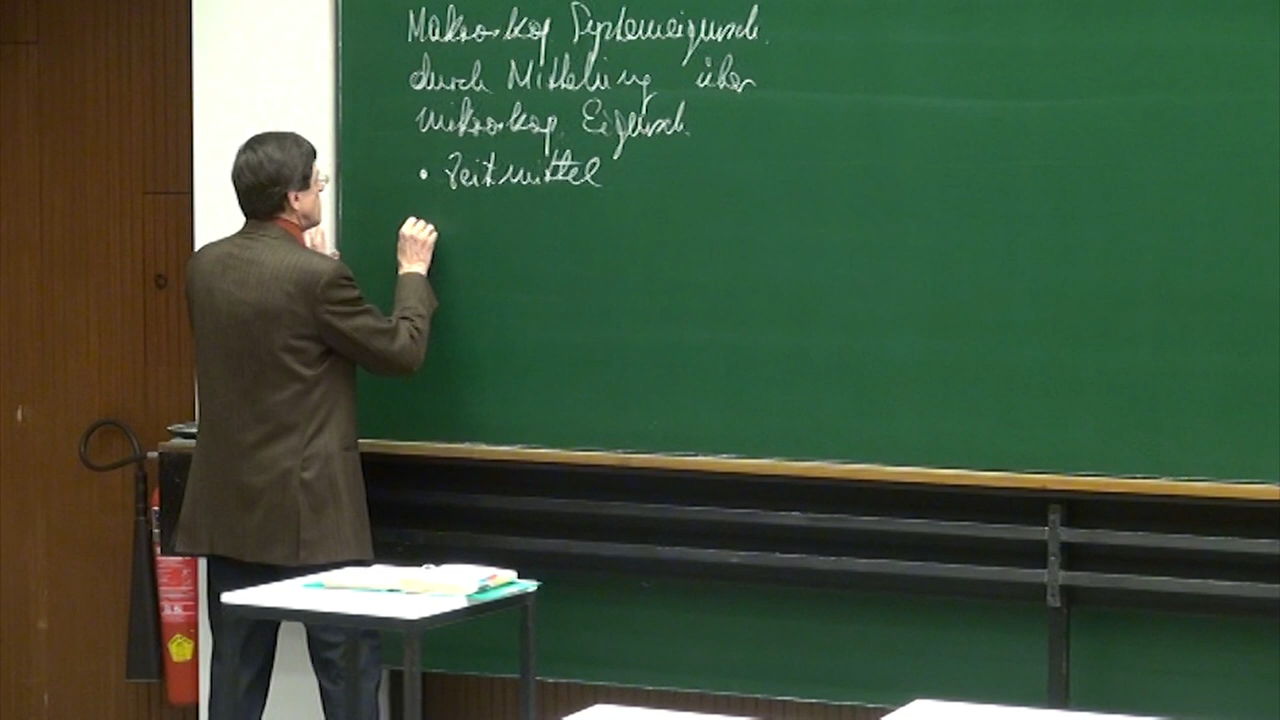 Makroskop Systemeigensch.
durch Mittelung über
mikroskop. Eigensch.
• Zeitmittel